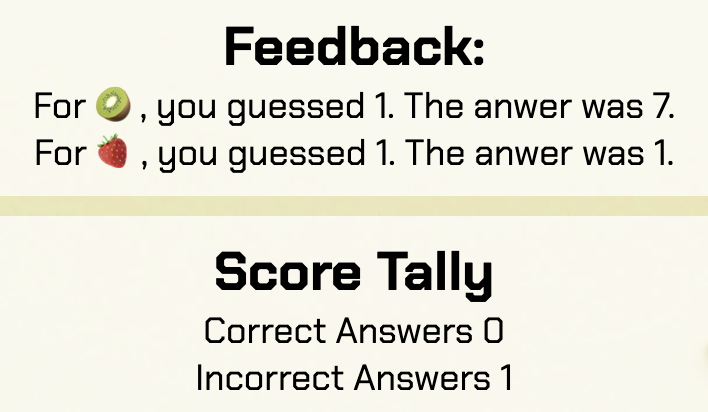 Feedback:
For 🥝 , you guessed 1. The anwer was 7.
For 🍓 , you guessed 1. The anwer was 1.
Score Tally
Correct Answers 0
Incorrect Answers 1